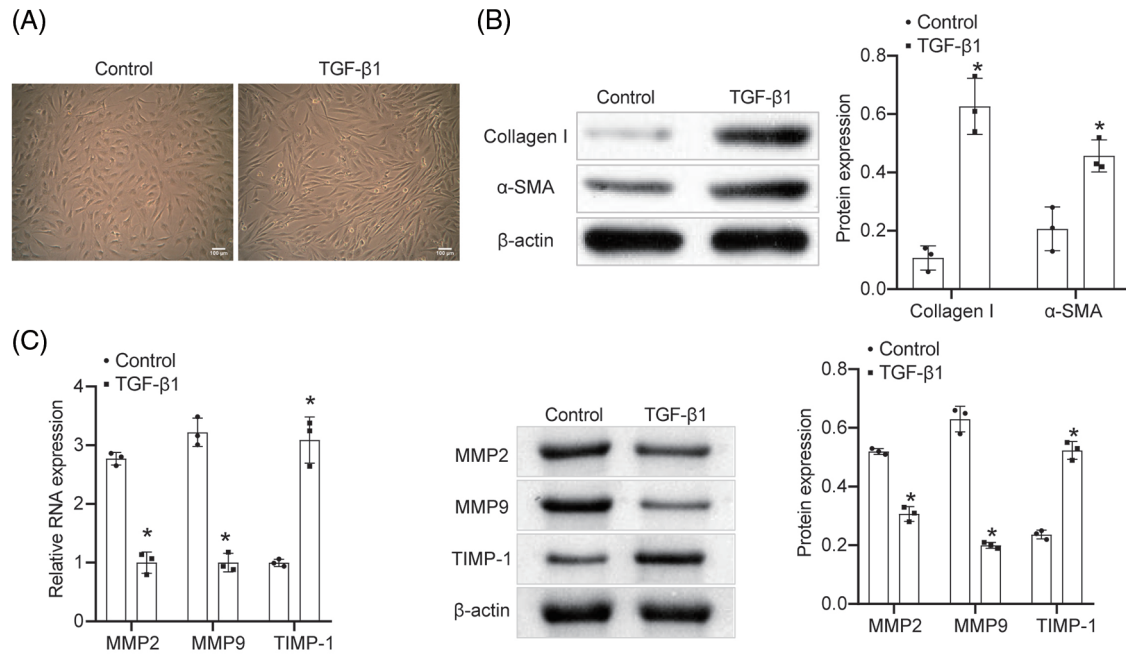 (A)
Control TGF-β1
100 μm 100 μm
(B)
Control TGF-β1
Collagen I
α-SMA
β-actin
Control
TGF-β1
Protein expression
0.8
0.6
0.4
0.2
0.0
* *
Collagen I α-SMA
(C)
Control
TGF-β1
Relative RNA expression
4
3
2
1
0
* * *
MMP2 MMP9 TIMP-1
Control TGF-β1
MMP2
MMP9
TIMP-1
β-actin
Control
TGF-β1
Protein expression
0.8
0.6
0.4
0.2
0.0
* * *
MMP2 MMP9 TIMP-1